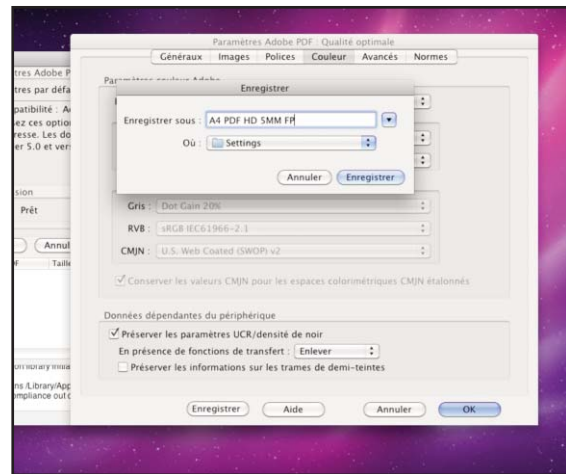 Paramètres Adobe PDF : Qualité optimale
Généraux Images Polices Couleur Avancés Normes
tres Adobe P
tres par défa
patibilité : A
ez ces optio
resse. Les do
er 5.0 et ver
sion
Prêt
Annul
Taille
Enregistrer
Enregistrer sous : A4 PDF HD 5MM FP
Où : Settings
Annuler Enregistrer
Gris : Dot Gain 20%
RVB : sRGB IEC61966-2.1
CMJN : U.S. Web Coated (SWOP) v2
Conserver les valeurs CMJN pour les espaces colorimétriques CMJN étalonnés
Données dépendantes du périphérique
Préserver les paramètres UCR/densité de noir
En présence de fonctions de transfert : Enlever
Préserver les informations sur les trames de demi-teintes
ns /Library/App
ompliance out o
Enregistrer Aide Annuler OK